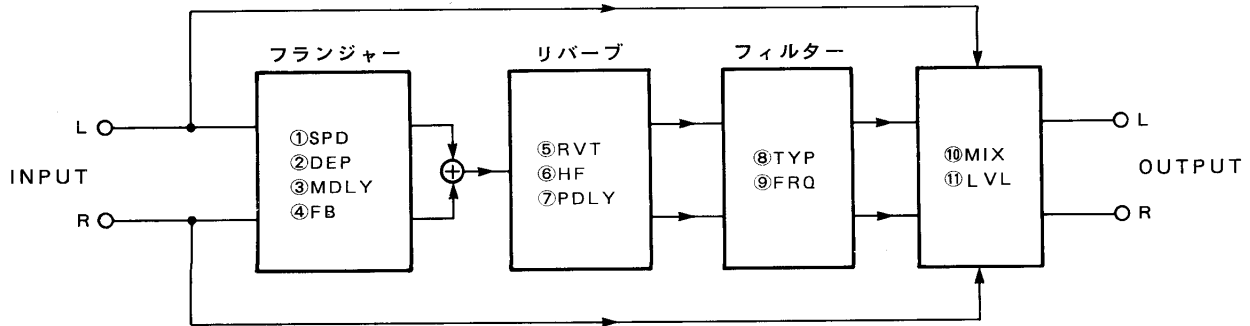 フランジャー
リバーブ
フィルター
L
INPUT
R
①SPD
②DEP
③MDLY
④FB
⑤RVT
⑥HF
⑦PDLY
⑧TYP
⑨FRQ
⑩MIX
⑪LVL
L
OUTPUT
R